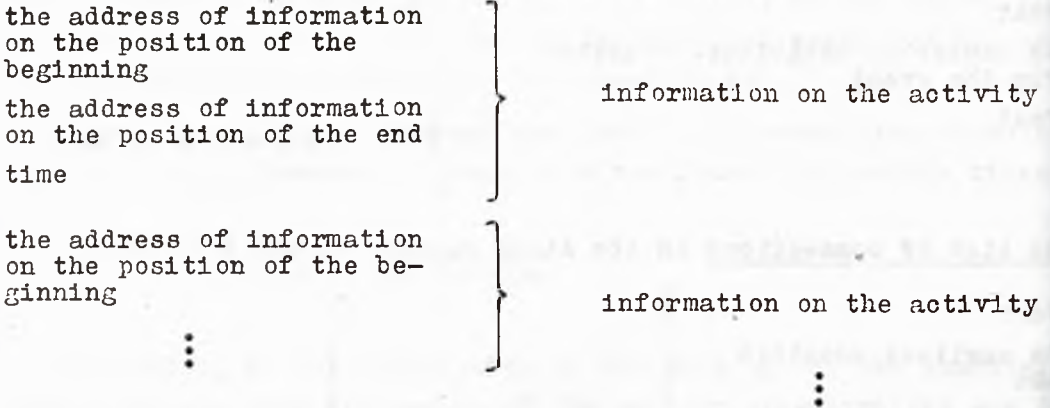 the address of information
on the position of the
beginning
the address of information
on the position of the end
time
information on the activity
the address of information
on the position of the be-
ginning
information on the activity